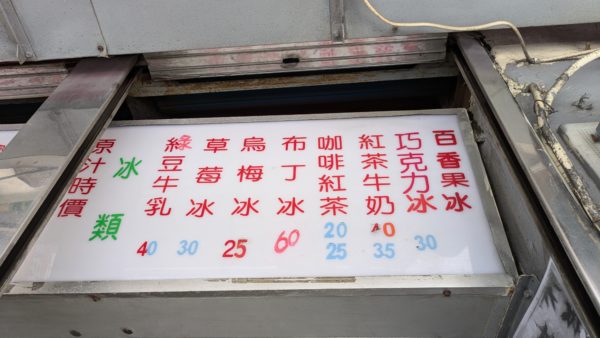 百香果冰
30
巧克力冰
紅茶牛奶
40
35
咖啡紅茶
20
25
布丁冰
60
烏梅冰
25
草莓冰
30
綠豆牛乳
40
冰類
原汁時價